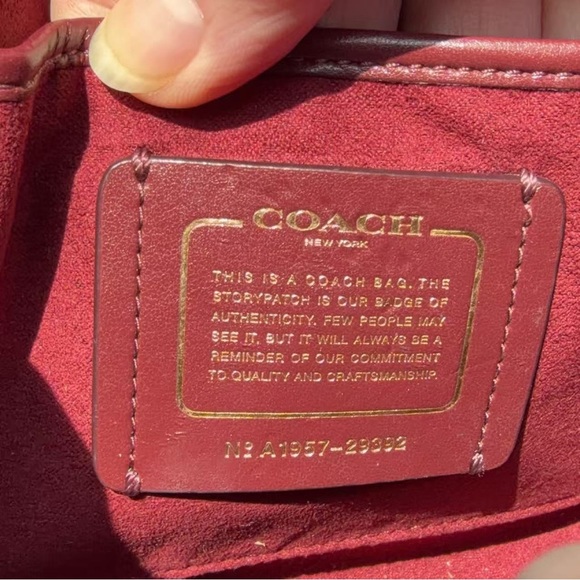 COACH
NEW YORK
THIS IS A COACH BAG. THE
STORYPATCH IS OUR BADGE OF
AUTHENTICITY. FEW PEOPLE MAY
SEE IT, BUT IT WILL ALWAYS BE A
REMINDER OF OUR COMMITMENT
TO QUALITY AND CRAFTSMANSHIP.
Nº A1957-29392